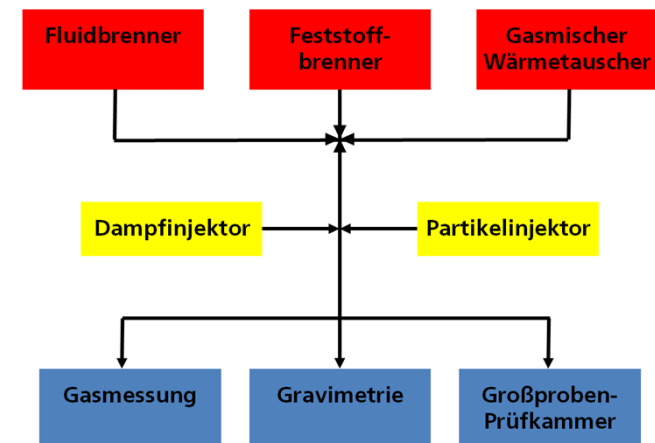 Fluidbrenner
Feststoff-
brenner
Gasmischer
Wärmetauscher
Dampfinjektor
Partikelinjektor
Gasmessung
Gravimetrie
Großproben-
Prüfkammer